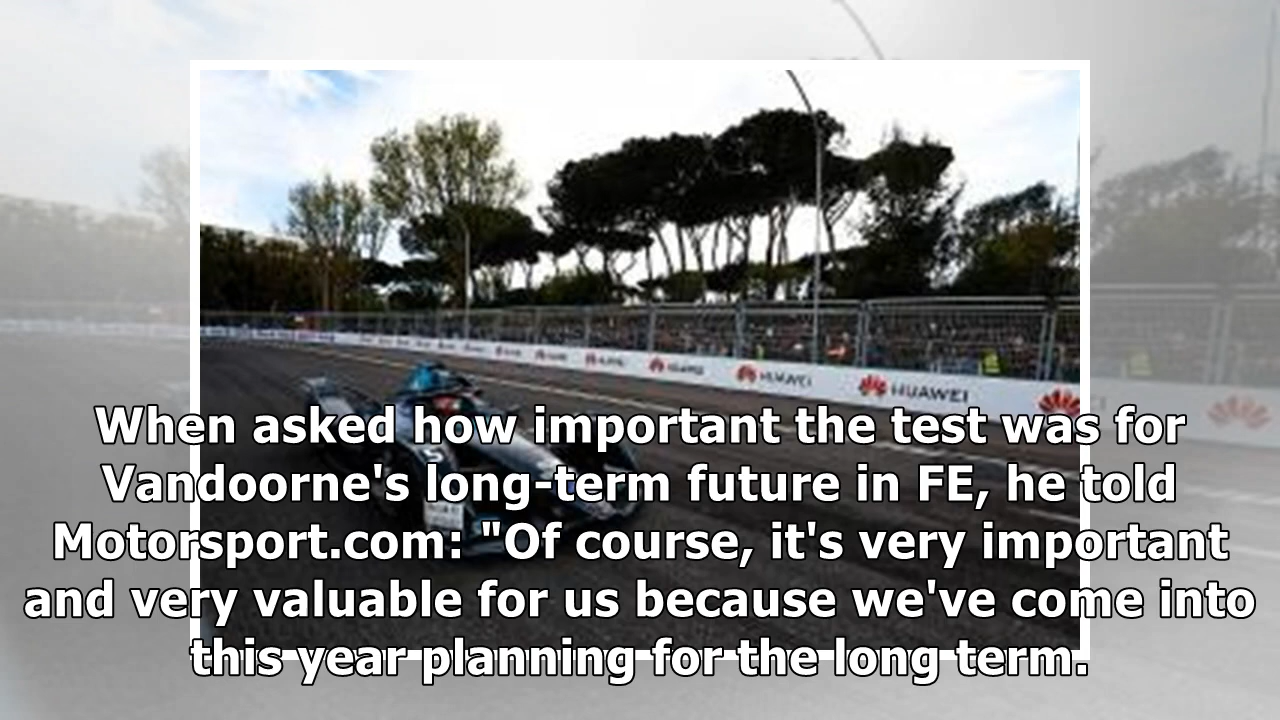 HUAWEI
HUAWEI
When asked how important the test was for
Vandoorne's long-term future in FE, he told
Motorsport.com: "Of course, it's very important
and very valuable for us because we've come into
this year planning for the long term.